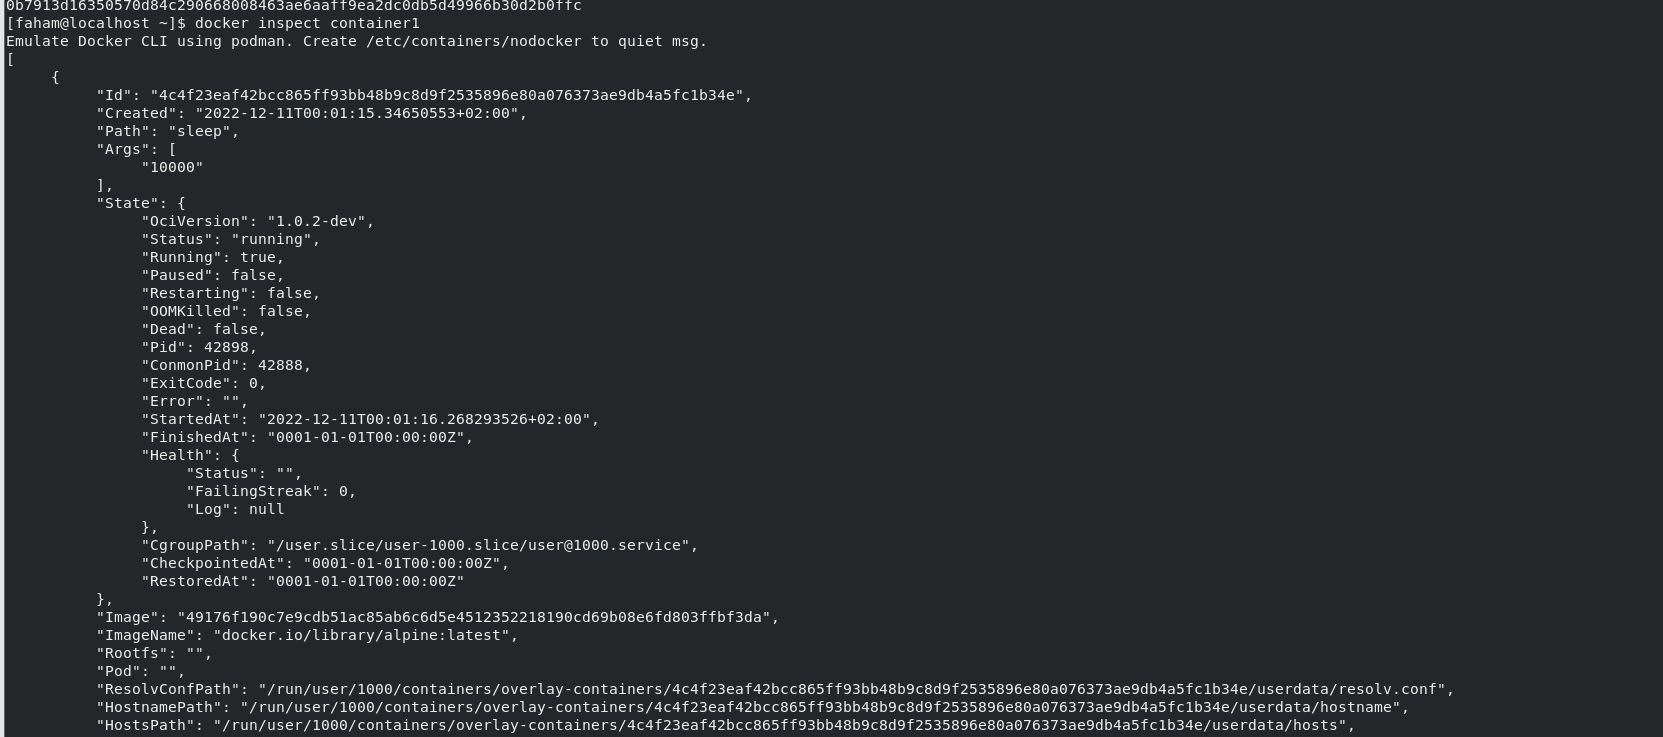 0b7913d16350570d84c290668008463ae6aaff9ea2dc0db5d49966b30d2b0ffc
[faham@localhost ~]$ docker inspect container1
Emulate Docker CLI using podman. Create /etc/containers/nodocker to quiet msg.
[
     {
          "Id": "4c4f23eaf42bcc865ff93bb48b9c8d9f2535896e80a076373ae9db4a5fc1b34e",
          "Created": "2022-12-11T00:01:15.34650553+02:00",
          "Path": "sleep",
          "Args": [
               "10000"
          ],
          "State": {
               "OciVersion": "1.0.2-dev",
               "Status": "running",
               "Running": true,
               "Paused": false,
               "Restarting": false,
               "OOMKilled": false,
               "Dead": false,
               "Pid": 42898,
               "ConmonPid": 42888,
               "ExitCode": 0,
               "Error": "",
               "StartedAt": "2022-12-11T00:01:16.268293526+02:00",
               "FinishedAt": "0001-01-01T00:00:00Z",
               "Health": {
                    "Status": "",
                    "FailingStreak": 0,
                    "Log": null
               },
               "CgroupPath": "/user.slice/user-1000.slice/user@1000.service",
               "CheckpointedAt": "0001-01-01T00:00:00Z",
               "RestoredAt": "0001-01-01T00:00:00Z"
          },
          "Image": "49176f190c7e9cdb51ac85ab6c6d5e4512352218190cd69b08e6fd803ffbf3da",
          "ImageName": "docker.io/library/alpine:latest",
          "Rootfs": "",
          "Pod": "",
          "ResolvConfPath": "/run/user/1000/containers/overlay-containers/4c4f23eaf42bcc865ff93bb48b9c8d9f2535896e80a076373ae9db4a5fc1b34e/userdata/resolv.conf",
          "HostnamePath": "/run/user/1000/containers/overlay-containers/4c4f23eaf42bcc865ff93bb48b9c8d9f2535896e80a076373ae9db4a5fc1b34e/userdata/hostname",
          "HostsPath": "/run/user/1000/containers/overlay-containers/4c4f23eaf42bcc865ff93bb48b9c8d9f2535896e80a076373ae9db4a5fc1b34e/userdata/hosts",